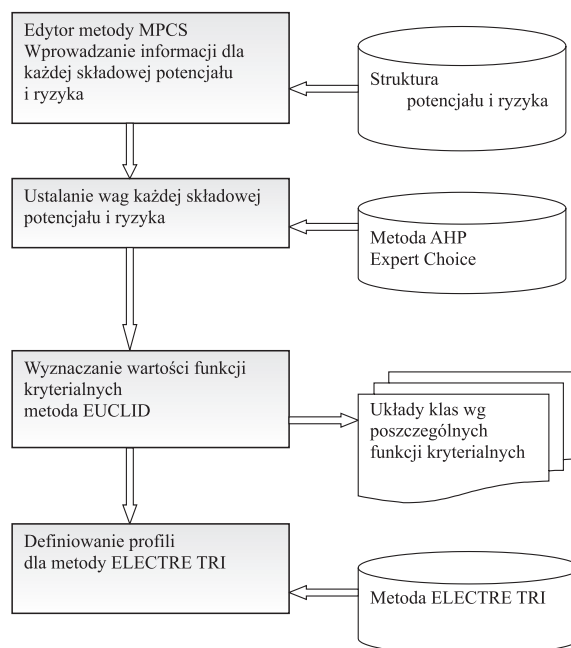 Edytor metody MPCS
Wprowadzanie informacji dla
każdej składowej potencjału
i ryzyka
Struktura
potencjału i ryzyka
Ustalanie wag każdej składowej
potencjału i ryzyka
Metoda AHP
Expert Choice
Wyznaczanie wartości funkcji
kryterialnych
metoda EUCLID
Układy klas wg
poszczególnych
funkcji kryterialnych
Definiowanie profili
dla metody ELECTRE TRI
Metoda ELECTRE TRI